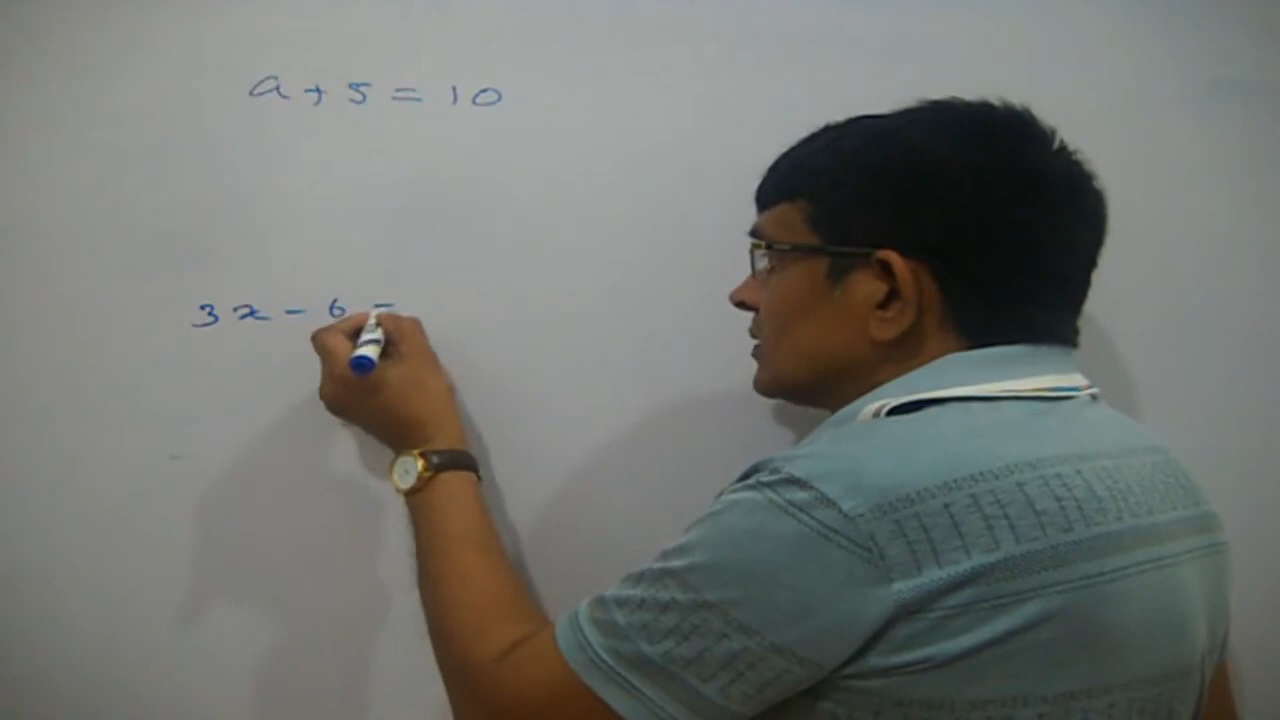 a + 5 = 10
3x - 6 =